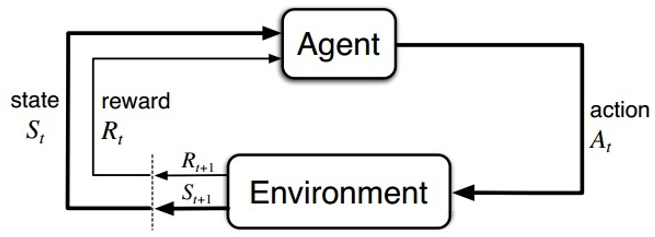 Agent
state
S_t
reward
R_t
action
A_t
R_{t+1}
S_{t+1}
Environment